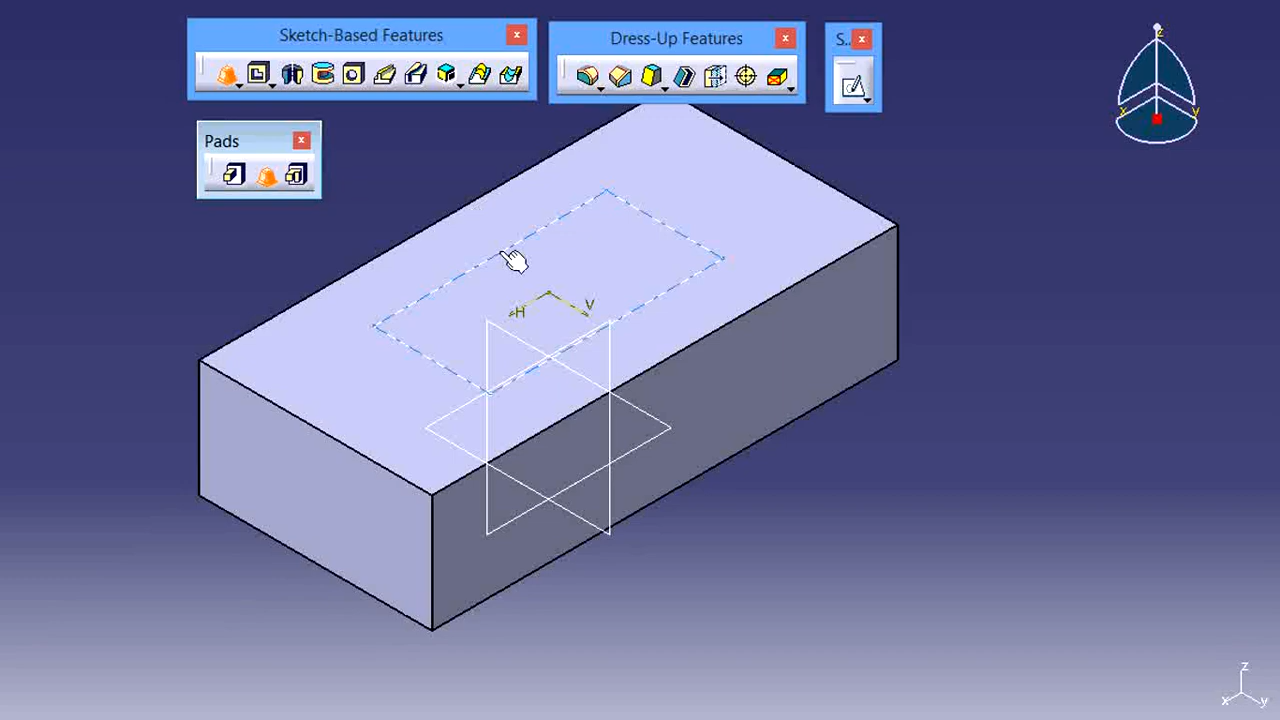 Sketch-Based Features
x
Dress-Up Features
x
S..
x
Pads
x
z
x
y
H
V
z
x
y